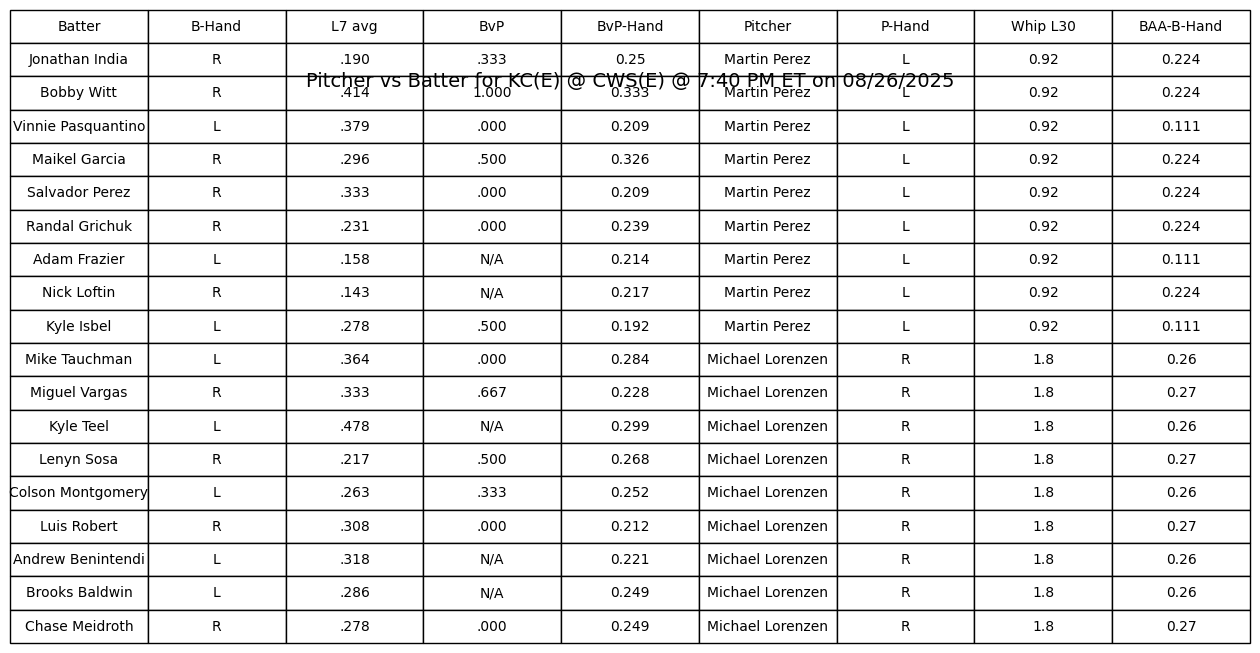 Batter B-Hand L7 avg BvP BvP-Hand Pitcher P-Hand Whip L30 BAA-B-Hand
Jonathan India R .190 .333 0.25 Martin Perez L 0.92 0.224
Pitcher vs Batter for KC(E) @ CWS(E) @ 7:40 PM ET on 08/26/2025
Bobby Witt R .414 1.000 0.333 Martin Perez L 0.92 0.224
Vinnie Pasquantino L .379 .000 0.209 Martin Perez L 0.92 0.111
Maikel Garcia R .296 .500 0.326 Martin Perez L 0.92 0.224
Salvador Perez R .333 .000 0.209 Martin Perez L 0.92 0.224
Randal Grichuk R .231 .000 0.239 Martin Perez L 0.92 0.224
Adam Frazier L .158 N/A 0.214 Martin Perez L 0.92 0.111
Nick Loftin R .143 N/A 0.217 Martin Perez L 0.92 0.224
Kyle Isbel L .278 .500 0.192 Martin Perez L 0.92 0.111
Mike Tauchman L .364 .000 0.284 Michael Lorenzen R 1.8 0.26
Miguel Vargas R .333 .667 0.228 Michael Lorenzen R 1.8 0.27
Kyle Teel L .478 N/A 0.299 Michael Lorenzen R 1.8 0.26
Lenyn Sosa R .217 .500 0.268 Michael Lorenzen R 1.8 0.27
Colson Montgomery L .263 .333 0.252 Michael Lorenzen R 1.8 0.26
Luis Robert R .308 .000 0.212 Michael Lorenzen R 1.8 0.27
Andrew Benintendi L .318 N/A 0.221 Michael Lorenzen R 1.8 0.26
Brooks Baldwin L .286 N/A 0.249 Michael Lorenzen R 1.8 0.26
Chase Meidroth R .278 .000 0.249 Michael Lorenzen R 1.8 0.27